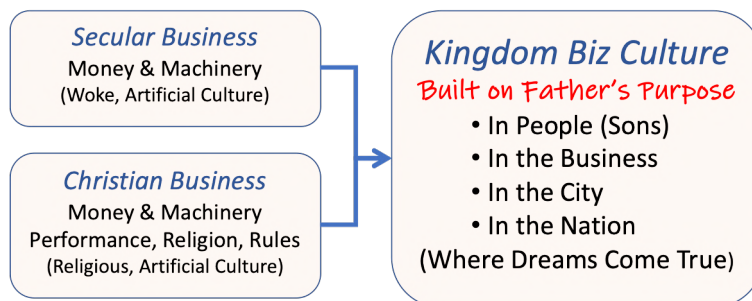 Secular Business
Money & Machinery
(Woke, Artificial Culture)
Christian Business
Money & Machinery
Performance, Religion, Rules
(Religious, Artificial Culture)
Kingdom Biz Culture
Built on Father's Purpose
• In People (Sons)
• In the Business
• In the City
• In the Nation
(Where Dreams Come True)